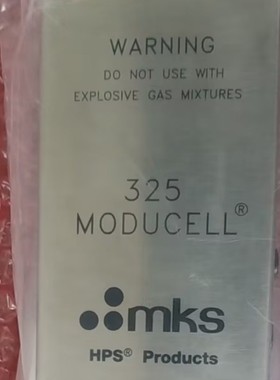 WARNING
DO NOT USE WITH
EXPLOSIVE GAS MIXTURES
325
MODUCELL®
mks
HPS® Products